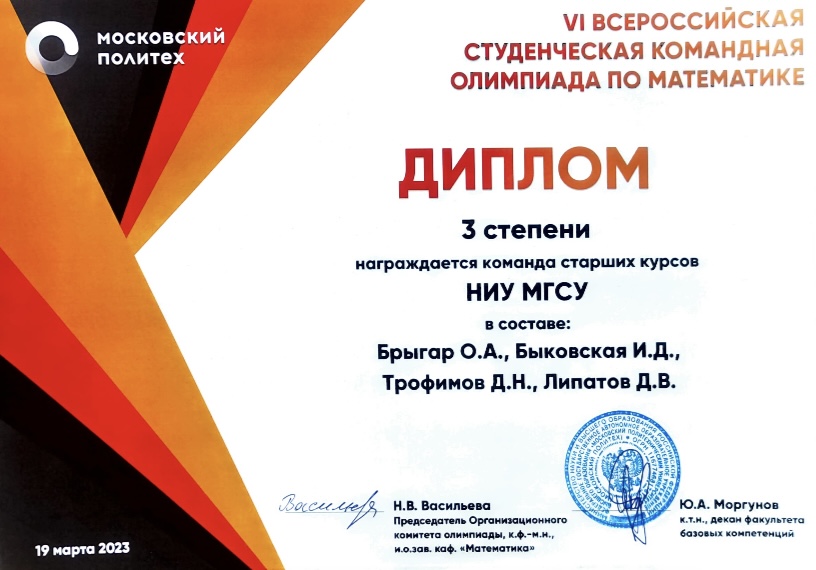 московский
политех
VI ВСЕРОССИЙСКАЯ
СТУДЕНЧЕСКАЯ КОМАНДНАЯ
ОЛИМПИАДА ПО МАТЕМАТИКЕ
ДИПЛОМ
3 степени
награждается команда старших курсов
НИУ МГСУ
в составе:
Брыгар О.А., Быковская И.Д.,
Трофимов Д.Н., Липатов Д.В.
Н.В. Васильева
Председатель Организационного
комитета олимпиады, к.ф.-м.н.,
и.о.зав. каф. «Математика»
Ю.А. Моргунов
к.т.н., декан факультета
базовых компетенций
19 марта 2023